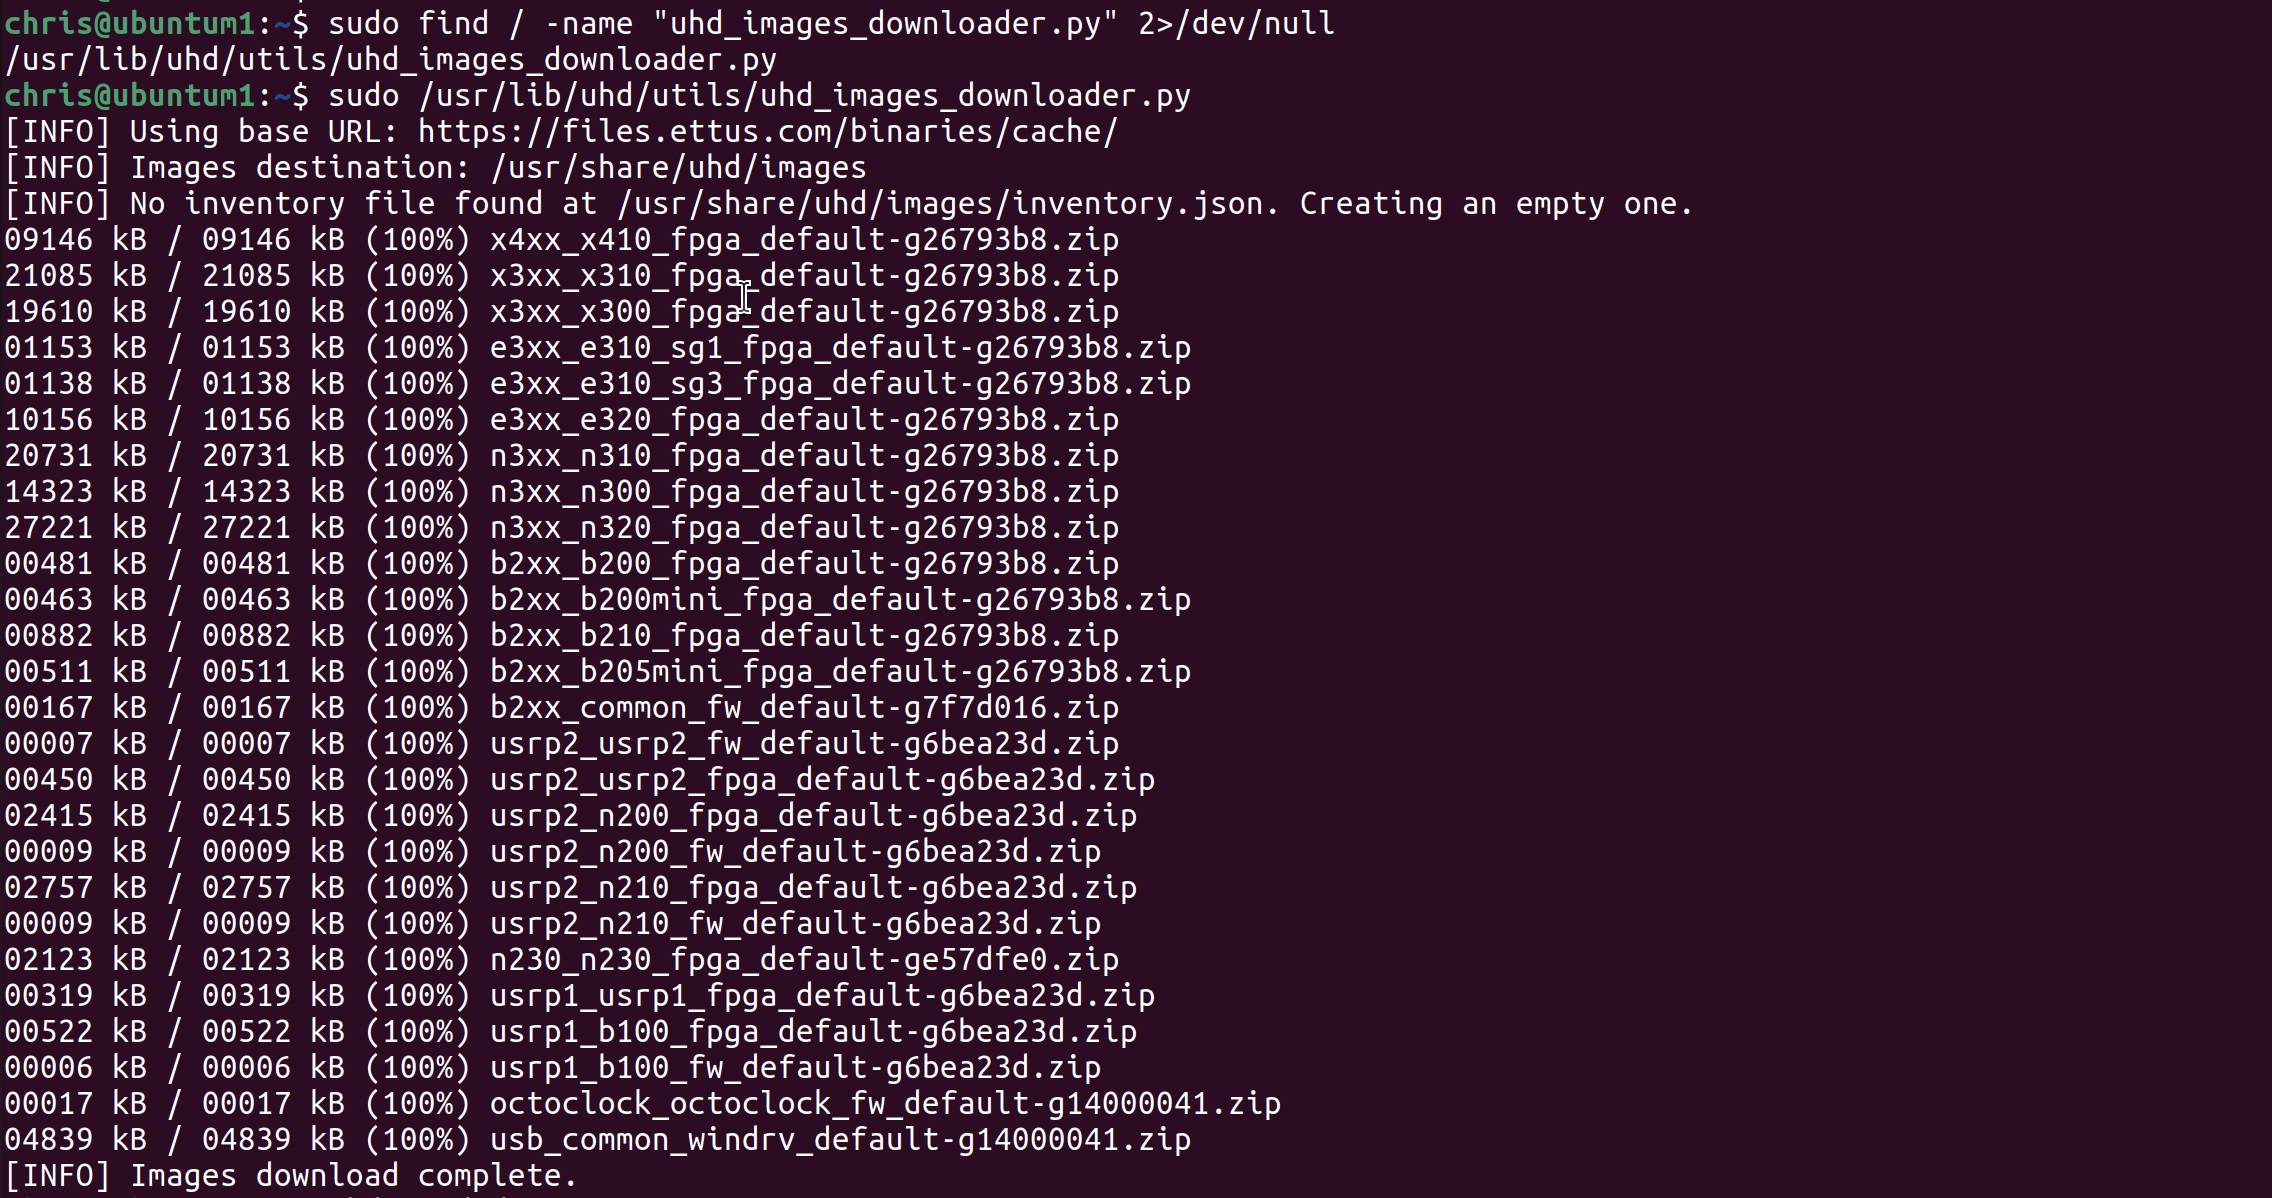 chris@ubuntum1:~$ sudo find / -name "uhd_images_downloader.py" 2>/dev/null
/usr/lib/uhd/utils/uhd_images_downloader.py
chris@ubuntum1:~$ sudo /usr/lib/uhd/utils/uhd_images_downloader.py
[INFO] Using base URL: https://files.ettus.com/binaries/cache/
[INFO] Images destination: /usr/share/uhd/images
[INFO] No inventory file found at /usr/share/uhd/images/inventory.json. Creating an empty one.
09146 kB / 09146 kB (100%) x4xx_x410_fpga_default-g26793b8.zip
21085 kB / 21085 kB (100%) x3xx_x310_fpga_default-g26793b8.zip
19610 kB / 19610 kB (100%) x3xx_x300_fpga_default-g26793b8.zip
01153 kB / 01153 kB (100%) e3xx_e310_sg1_fpga_default-g26793b8.zip
01138 kB / 01138 kB (100%) e3xx_e310_sg3_fpga_default-g26793b8.zip
10156 kB / 10156 kB (100%) e3xx_e320_fpga_default-g26793b8.zip
20731 kB / 20731 kB (100%) n3xx_n310_fpga_default-g26793b8.zip
14323 kB / 14323 kB (100%) n3xx_n300_fpga_default-g26793b8.zip
27221 kB / 27221 kB (100%) n3xx_n320_fpga_default-g26793b8.zip
00481 kB / 00481 kB (100%) b2xx_b200_fpga_default-g26793b8.zip
00463 kB / 00463 kB (100%) b2xx_b200mini_fpga_default-g26793b8.zip
00882 kB / 00882 kB (100%) b2xx_b210_fpga_default-g26793b8.zip
00511 kB / 00511 kB (100%) b2xx_b205mini_fpga_default-g26793b8.zip
00167 kB / 00167 kB (100%) b2xx_common_fw_default-g7f7d016.zip
00007 kB / 00007 kB (100%) usrp2_usrp2_fw_default-g6bea23d.zip
00450 kB / 00450 kB (100%) usrp2_usrp2_fpga_default-g6bea23d.zip
02415 kB / 02415 kB (100%) usrp2_n200_fpga_default-g6bea23d.zip
00009 kB / 00009 kB (100%) usrp2_n200_fw_default-g6bea23d.zip
02757 kB / 02757 kB (100%) usrp2_n210_fpga_default-g6bea23d.zip
00009 kB / 00009 kB (100%) usrp2_n210_fw_default-g6bea23d.zip
02123 kB / 02123 kB (100%) n230_n230_fpga_default-ge57dfe0.zip
00319 kB / 00319 kB (100%) usrp1_usrp1_fpga_default-g6bea23d.zip
00522 kB / 00522 kB (100%) usrp1_b100_fpga_default-g6bea23d.zip
00006 kB / 00006 kB (100%) usrp1_b100_fw_default-g6bea23d.zip
00017 kB / 00017 kB (100%) octoclock_octoclock_fw_default-g14000041.zip
04839 kB / 04839 kB (100%) usb_common_windrv_default-g14000041.zip
[INFO] Images download complete.